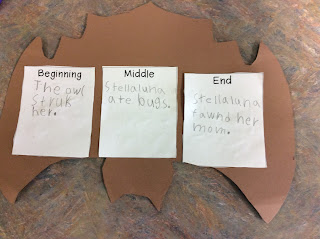 Beginning
The owl
struk
her.
Middle
Stellaluna
ate bugs.
End
Stellaluna
fawnd her
mom.